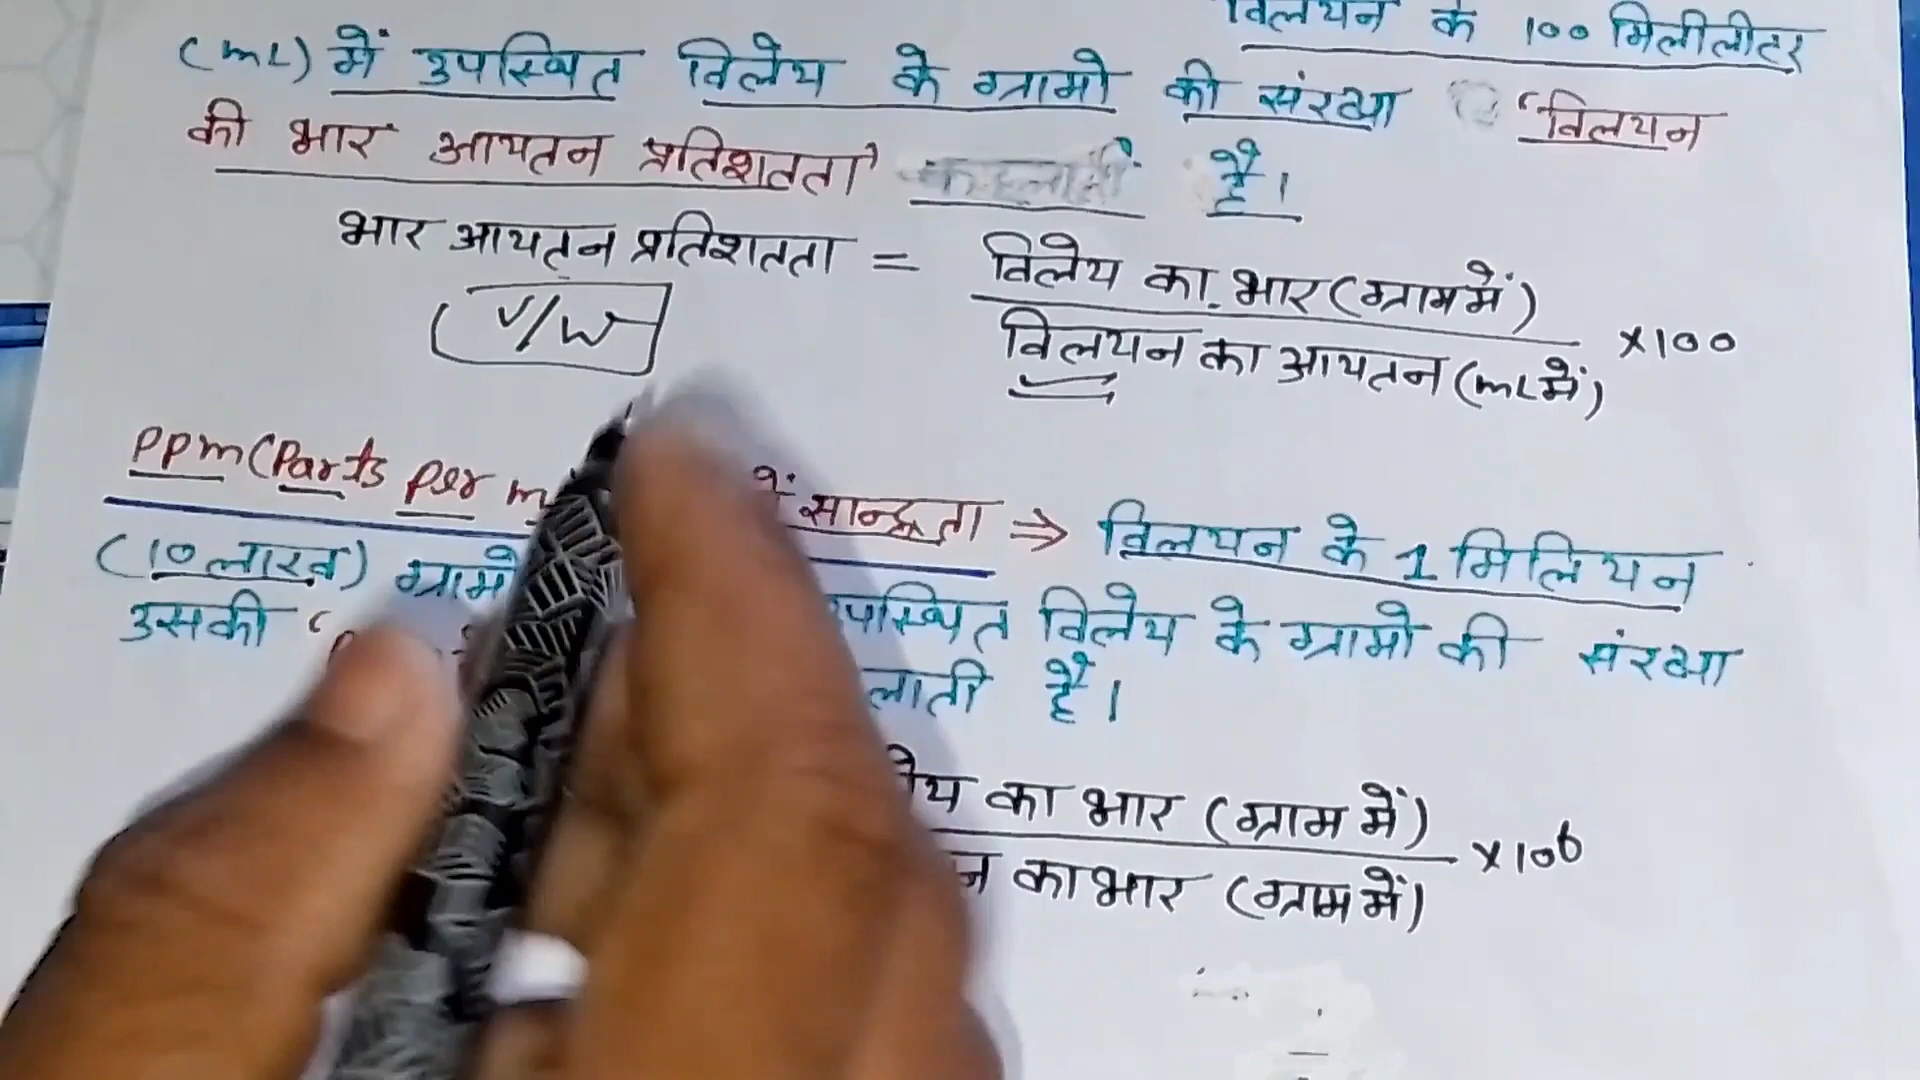 विलयन के 100 मिलीलीटर
(mL) में उपस्थित विलेय के ग्रामो की संख्या 'विलयन
की भार आयतन प्रतिशतता' कहलाती है।
भार आयतन प्रतिशतता = विलेय का भार (ग्राम में)
विलयन का आयतन (mL में) ×100
V/W
PPm (Parts per m में सान्द्रता ⇒ विलयन के 1 मिलियन
(10 लाख) ग्रामो उपस्थित विलेय के ग्रामो की संख्या
उसकी लाती है।
का भार (ग्राम में)
का भार (ग्राम में) ×10⁶